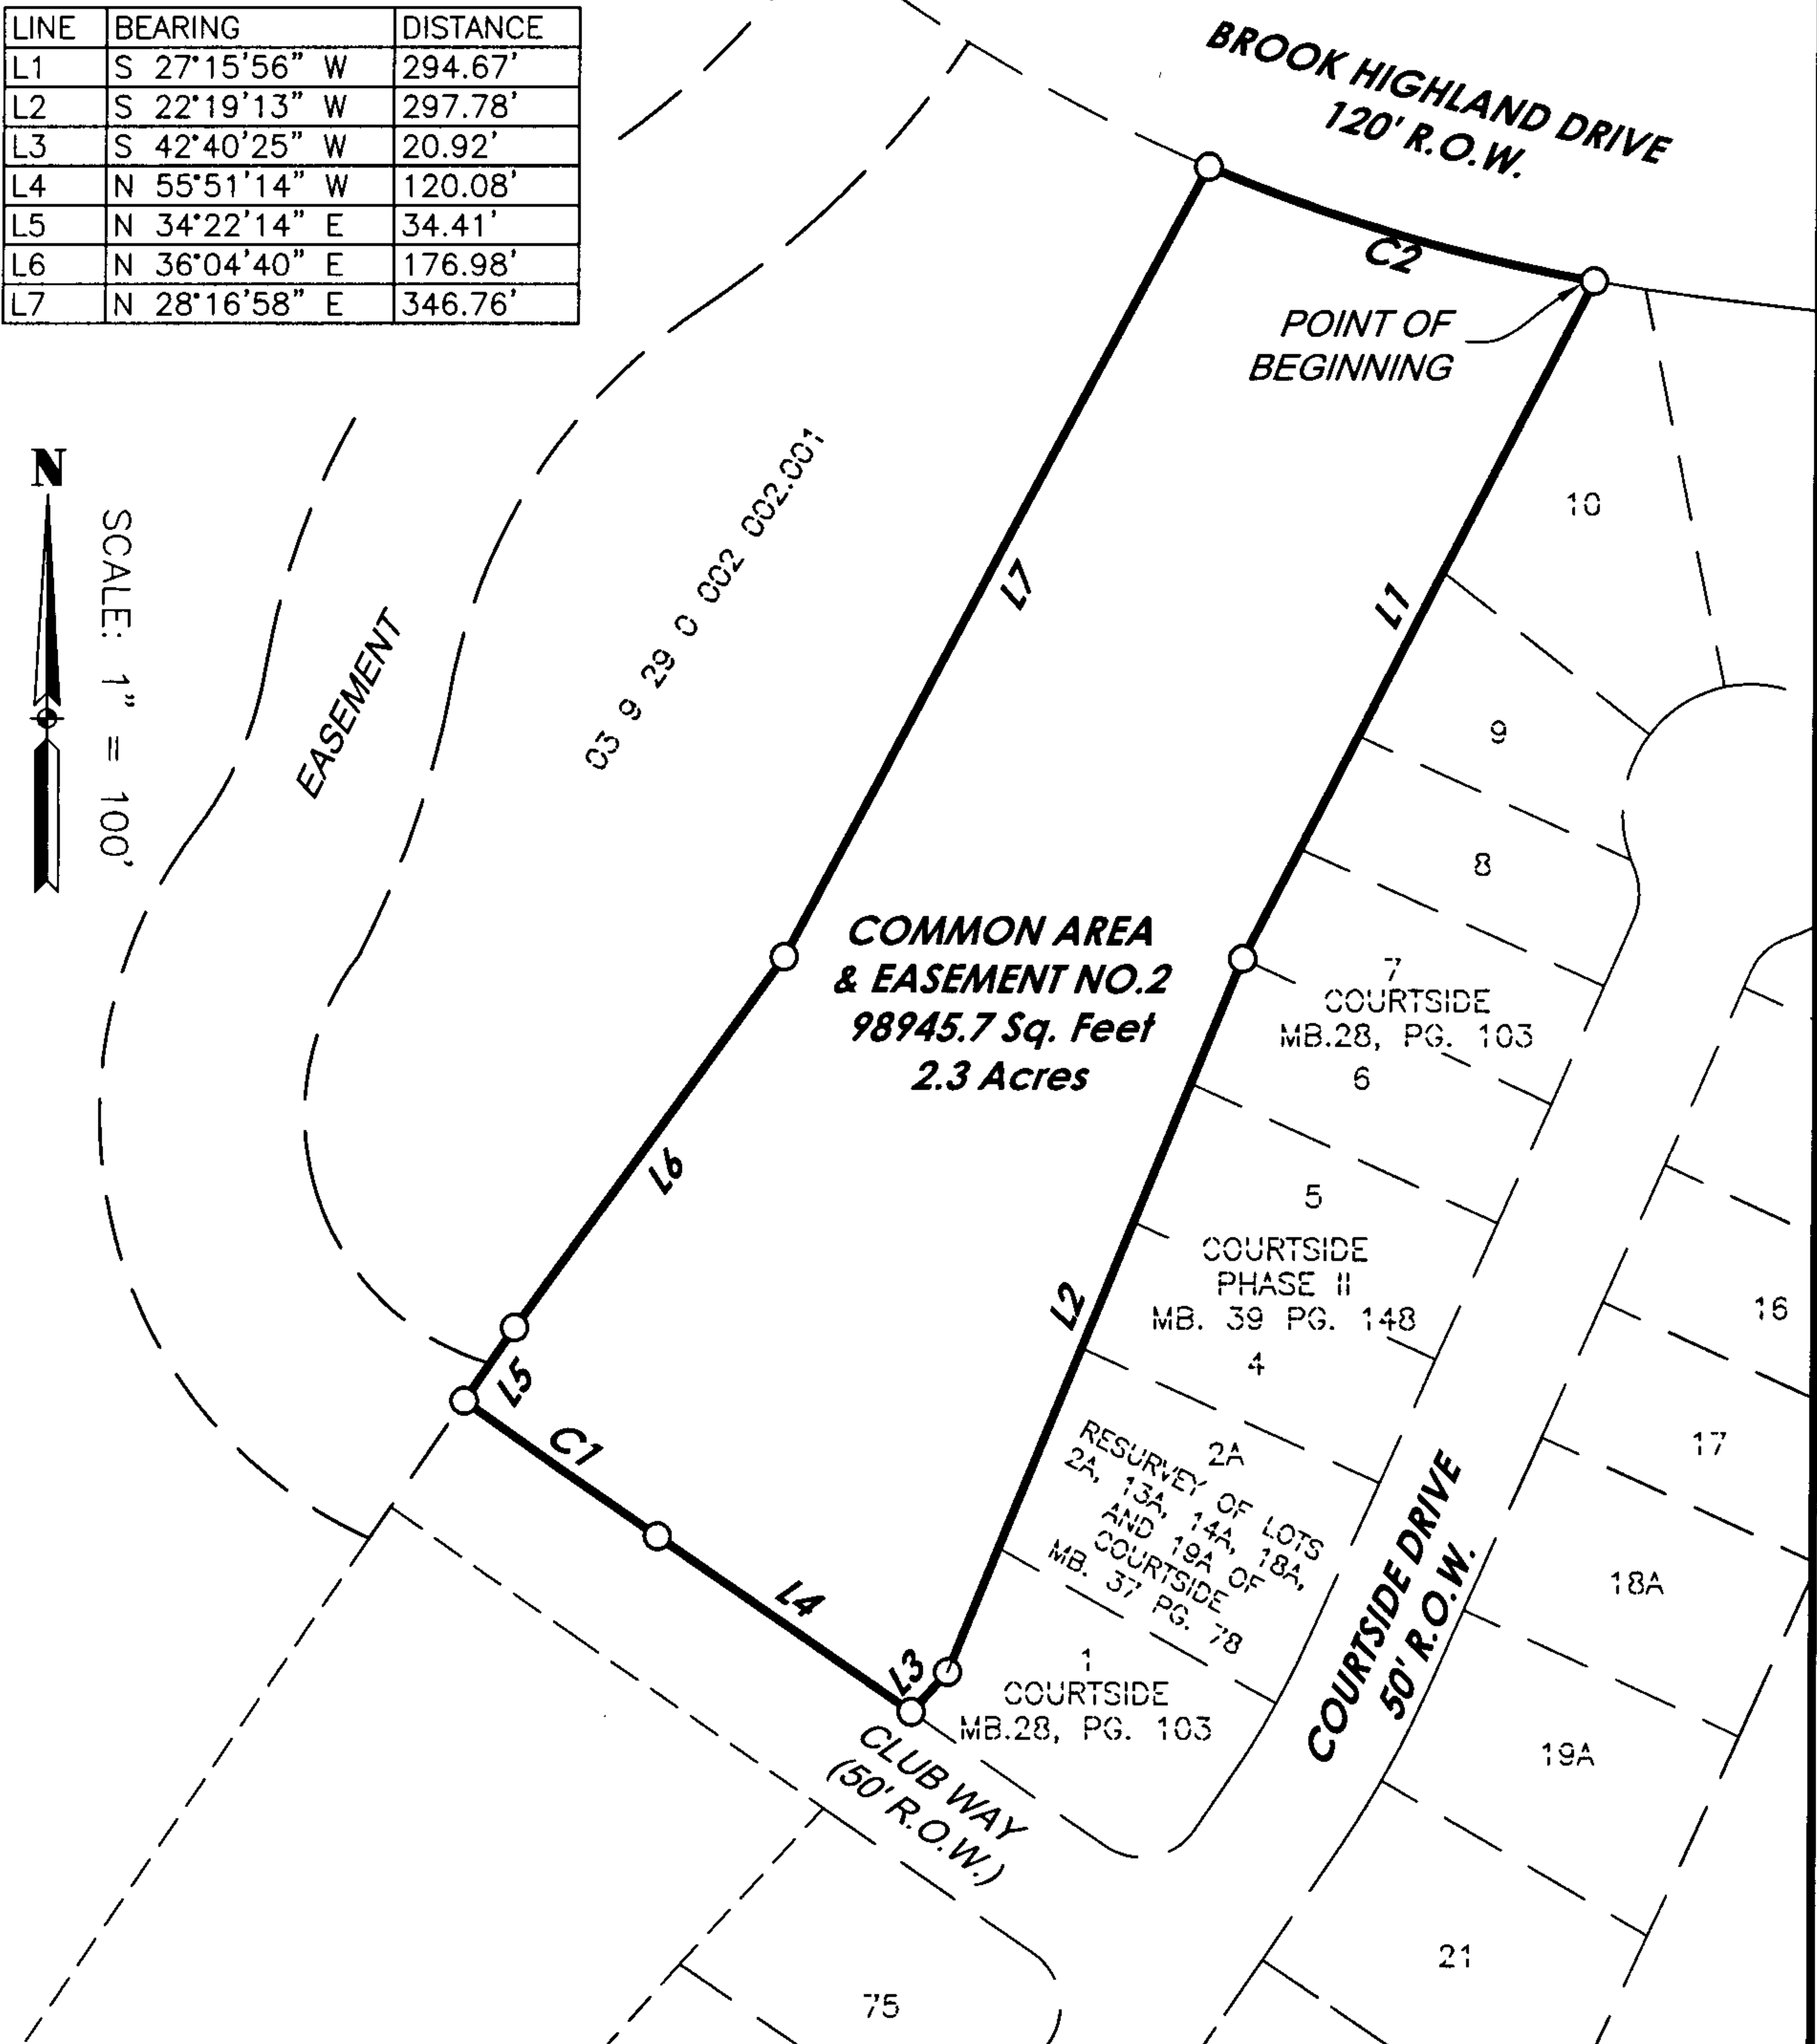 LINE BEARING DISTANCE
L1 S 27°15'56" W 294.67'
L2 S 22°19'13" W 297.78'
L3 S 42°40'25" W 20.92'
L4 N 55°51'14" W 120.08'
L5 N 34°22'14" E 34.41'
L6 N 36°04'40" E 176.98'
L7 N 28°16'58" E 346.76'
BROOK HIGHLAND DRIVE
120' R.O.W.
C2
POINT OF
BEGINNING
N
SCALE: 1" = 100'
EASEMENT
03 9 29 0 002 002.001
L7
L1
10
9
8
COMMON AREA
& EASEMENT NO.2
98945.7 Sq. Feet
2.3 Acres
7
COURTSIDE
MB.28, PG. 103
6
L6
5
COURTSIDE
PHASE II
MB. 39 PG. 148
4
L2
16
L5
C1
2A
RESURVEY OF LOTS
2A, 13A, 14A, 18A,
AND 19A OF
COURTSIDE
MB. 37 PG. 78
17
18A
COURTSIDE DRIVE
50' R.O.W.
L4
L3
1
COURTSIDE
MB.28, PG. 103
CLUB WAY
(50' R.O.W.)
19A
21
75